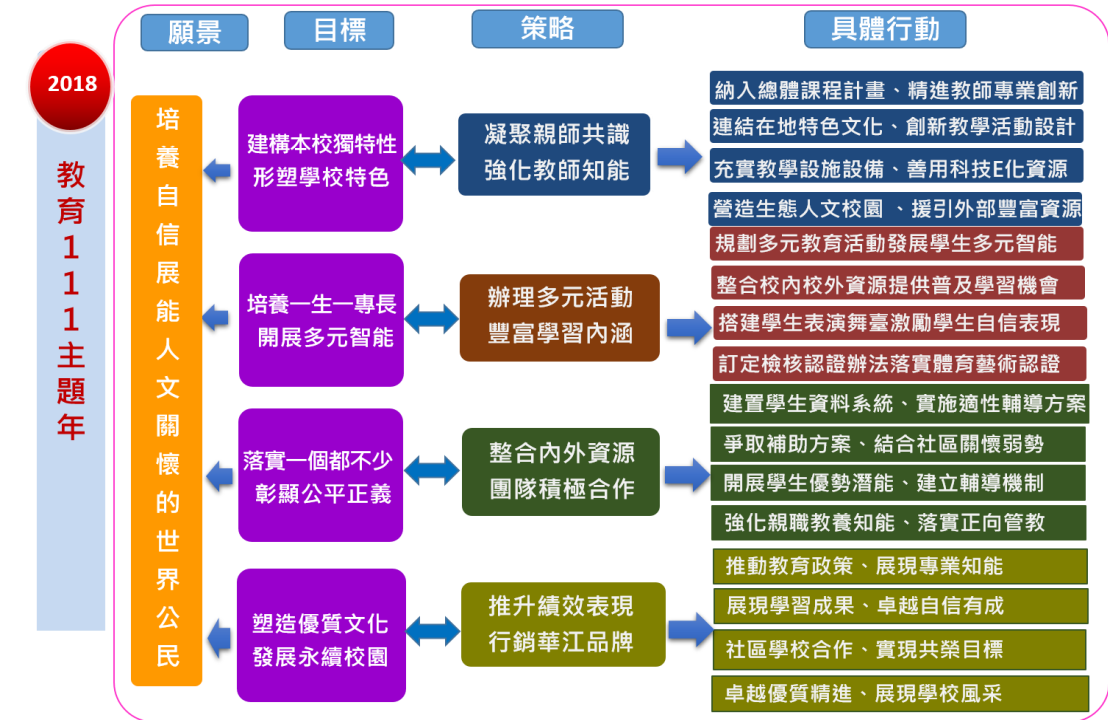 願景
目標
策略
具體行動
2018
教育111主題年
培養自信展能人文關懷的世界公民
建構本校獨特性
形塑學校特色
凝聚親師共識
強化教師知能
納入總體課程計畫、精進教師專業創新
連結在地特色文化、創新教學活動設計
充實教學設施設備、善用科技E化資源
營造生態人文校園 、援引外部豐富資源
培養一生一專長
開展多元智能
辦理多元活動
豐富學習內涵
規劃多元教育活動發展學生多元智能
整合校內校外資源提供普及學習機會
搭建學生表演舞臺激勵學生自信表現
訂定檢核認證辦法落實體育藝術認證
落實一個都不少
彰顯公平正義
整合內外資源
團隊積極合作
建置學生資料系統、實施適性輔導方案
爭取補助方案、結合社區關懷弱勢
開展學生優勢潛能、建立輔導機制
強化親職教養知能、落實正向管教
塑造優質文化
發展永續校園
推升績效表現
行銷華江品牌
推動教育政策、展現專業知能
展現學習成果、卓越自信有成
社區學校合作、實現共榮目標
卓越優質精進、展現學校風采